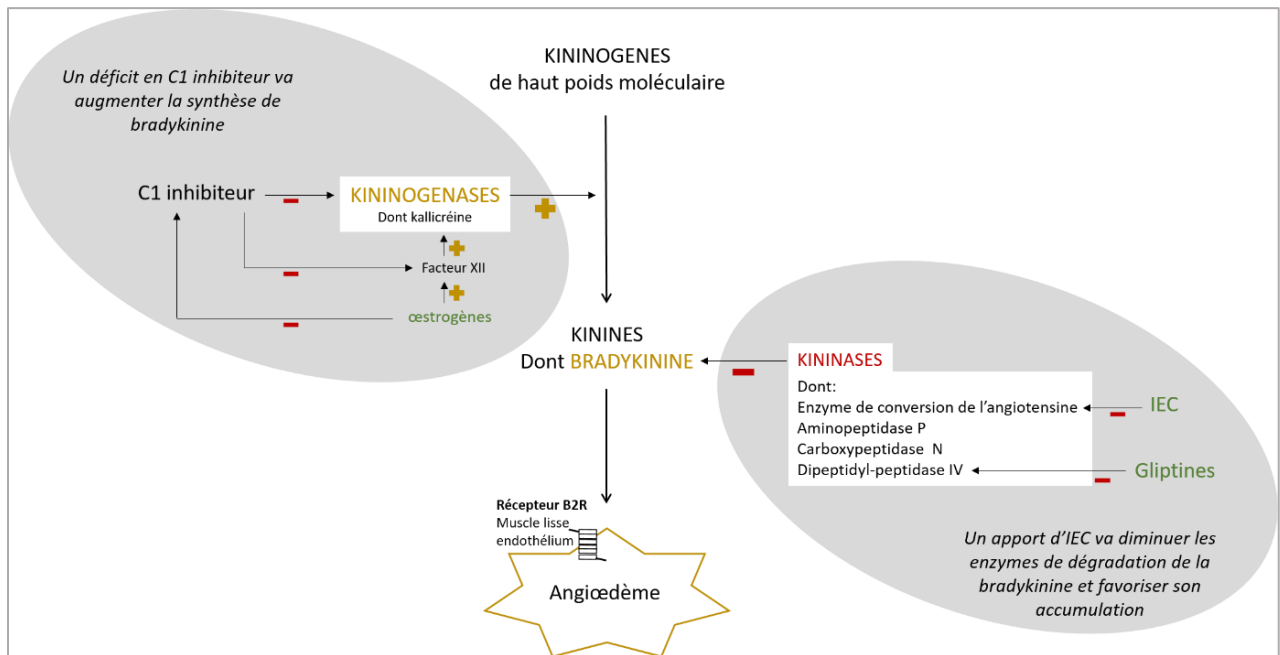 KININOGENES
de haut poids moléculaire
Un déficit en C1 inhibiteur va
augmenter la synthèse de
bradykinine
C1 inhibiteur
KININOGENASES
Dont kallicréine
Facteur XII
œstrogènes
KININES
Dont BRADYKININE
KININASES
Dont:
Enzyme de conversion de l’angiotensine
Aminopeptidase P
Carboxypeptidase N
Dipeptidyl-peptidase IV
IEC
Gliptines
Un apport d’IEC va diminuer les
enzymes de dégradation de la
bradykinine et favoriser son
accumulation
Récepteur B2R
Muscle lisse
endothélium
Angiœdème